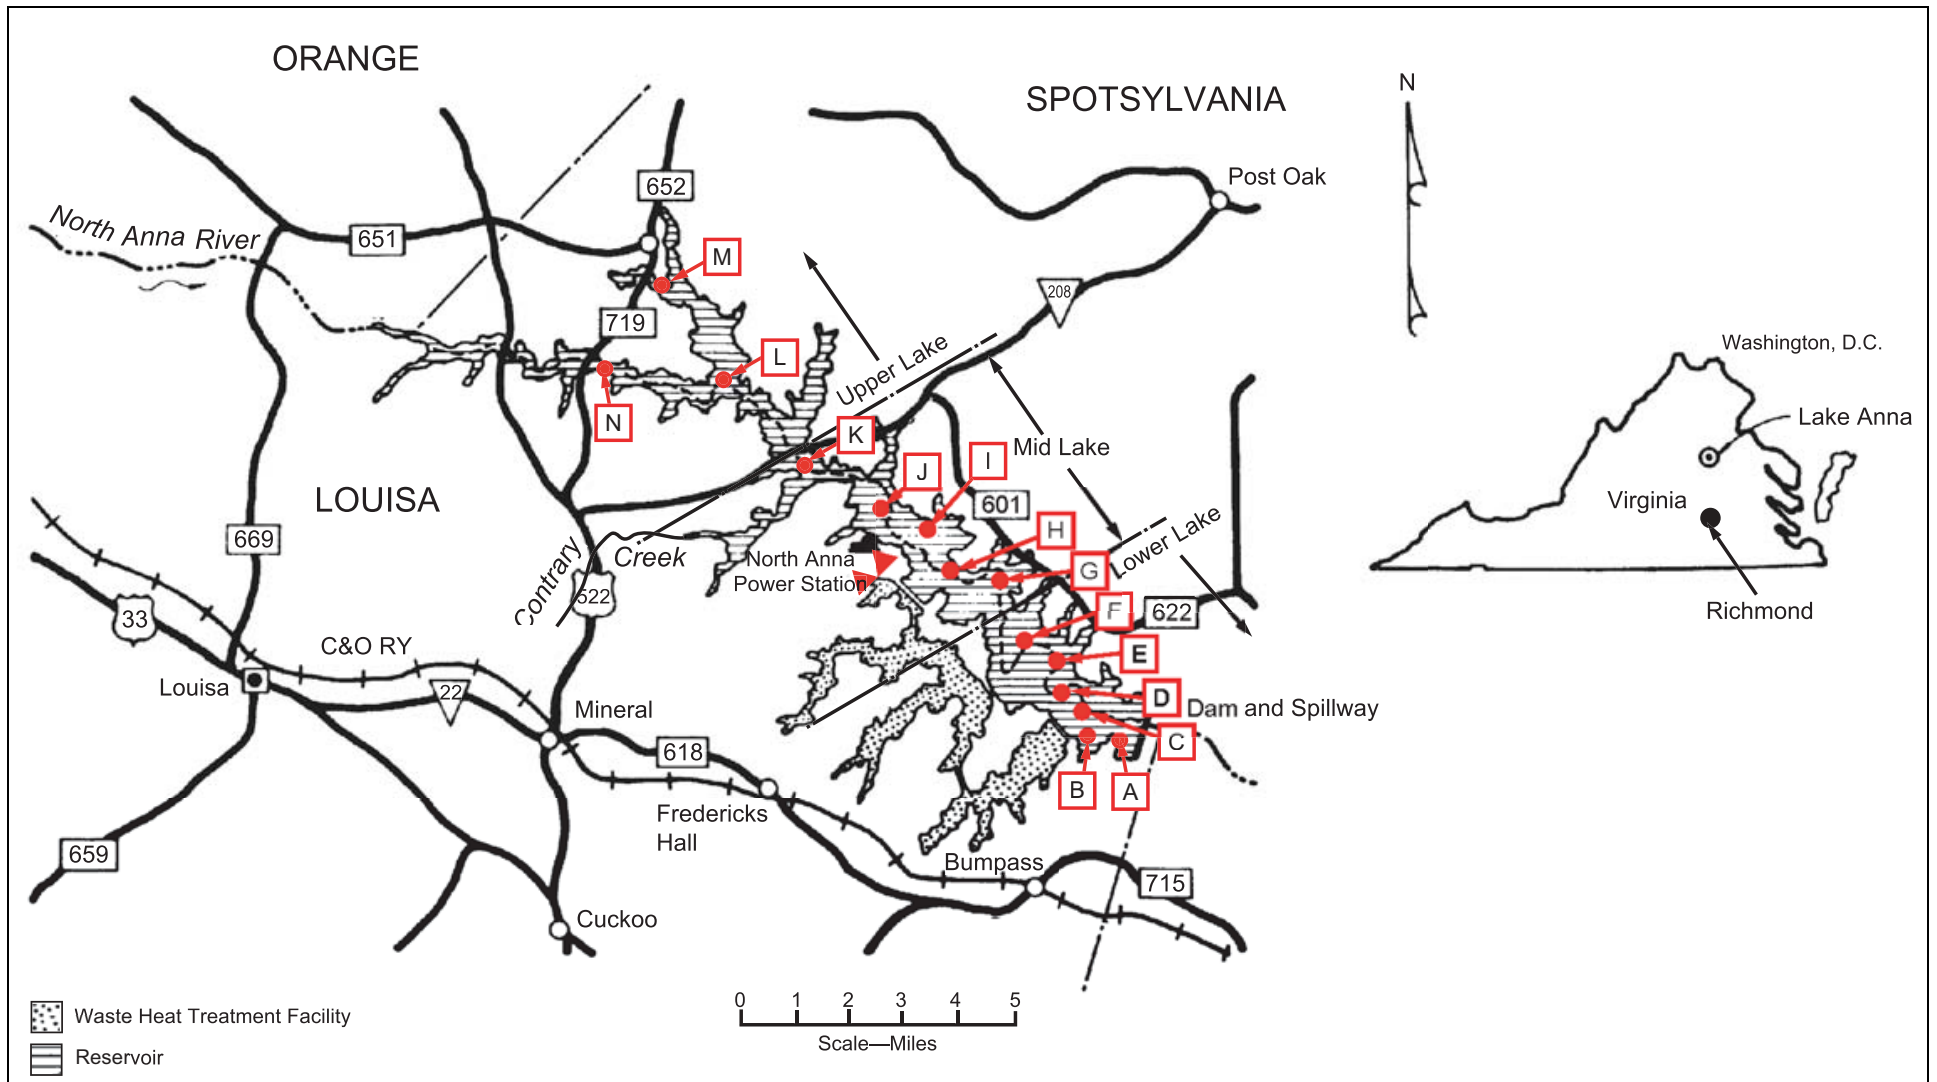 ORANGE
SPOTSYLVANIA
N
652
Post Oak
North Anna River
651
M
208
719
Upper Lake
L
Washington, D.C.
N
K
Mid Lake
Lake Anna
J
I
LOUISA
601
Virginia
669
H
Lower Lake
Contrary
Creek
North Anna
Power Station
G
522
F
622
Richmond
33
C&O RY
E
Louisa
22
D
Mineral
Dam and Spillway
618
C
B
A
Fredericks
Hall
659
Bumpass
715
Cuckoo
0 1 2 3 4 5
Scale—Miles
Waste Heat Treatment Facility
Reservoir